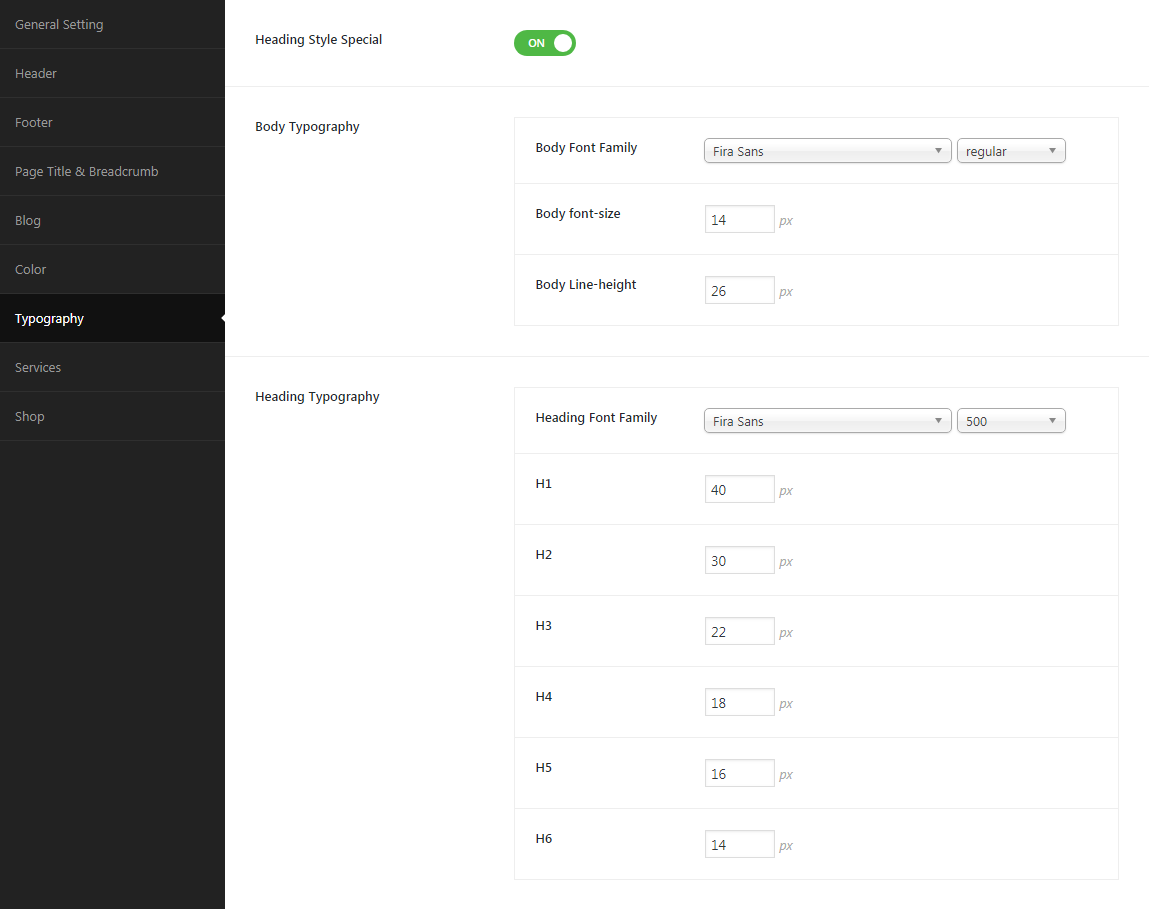 General Setting
Header
Footer
Page Title & Breadcrumb
Blog
Color
Typography
Services
Shop
Heading Style Special
ON
Body Typography
Body Font Family
Fira Sans
regular
Body font-size
14 px
Body Line-height
26 px
Heading Typography
Heading Font Family
Fira Sans
500
H1
40 px
H2
30 px
H3
22 px
H4
18 px
H5
16 px
H6
14 px